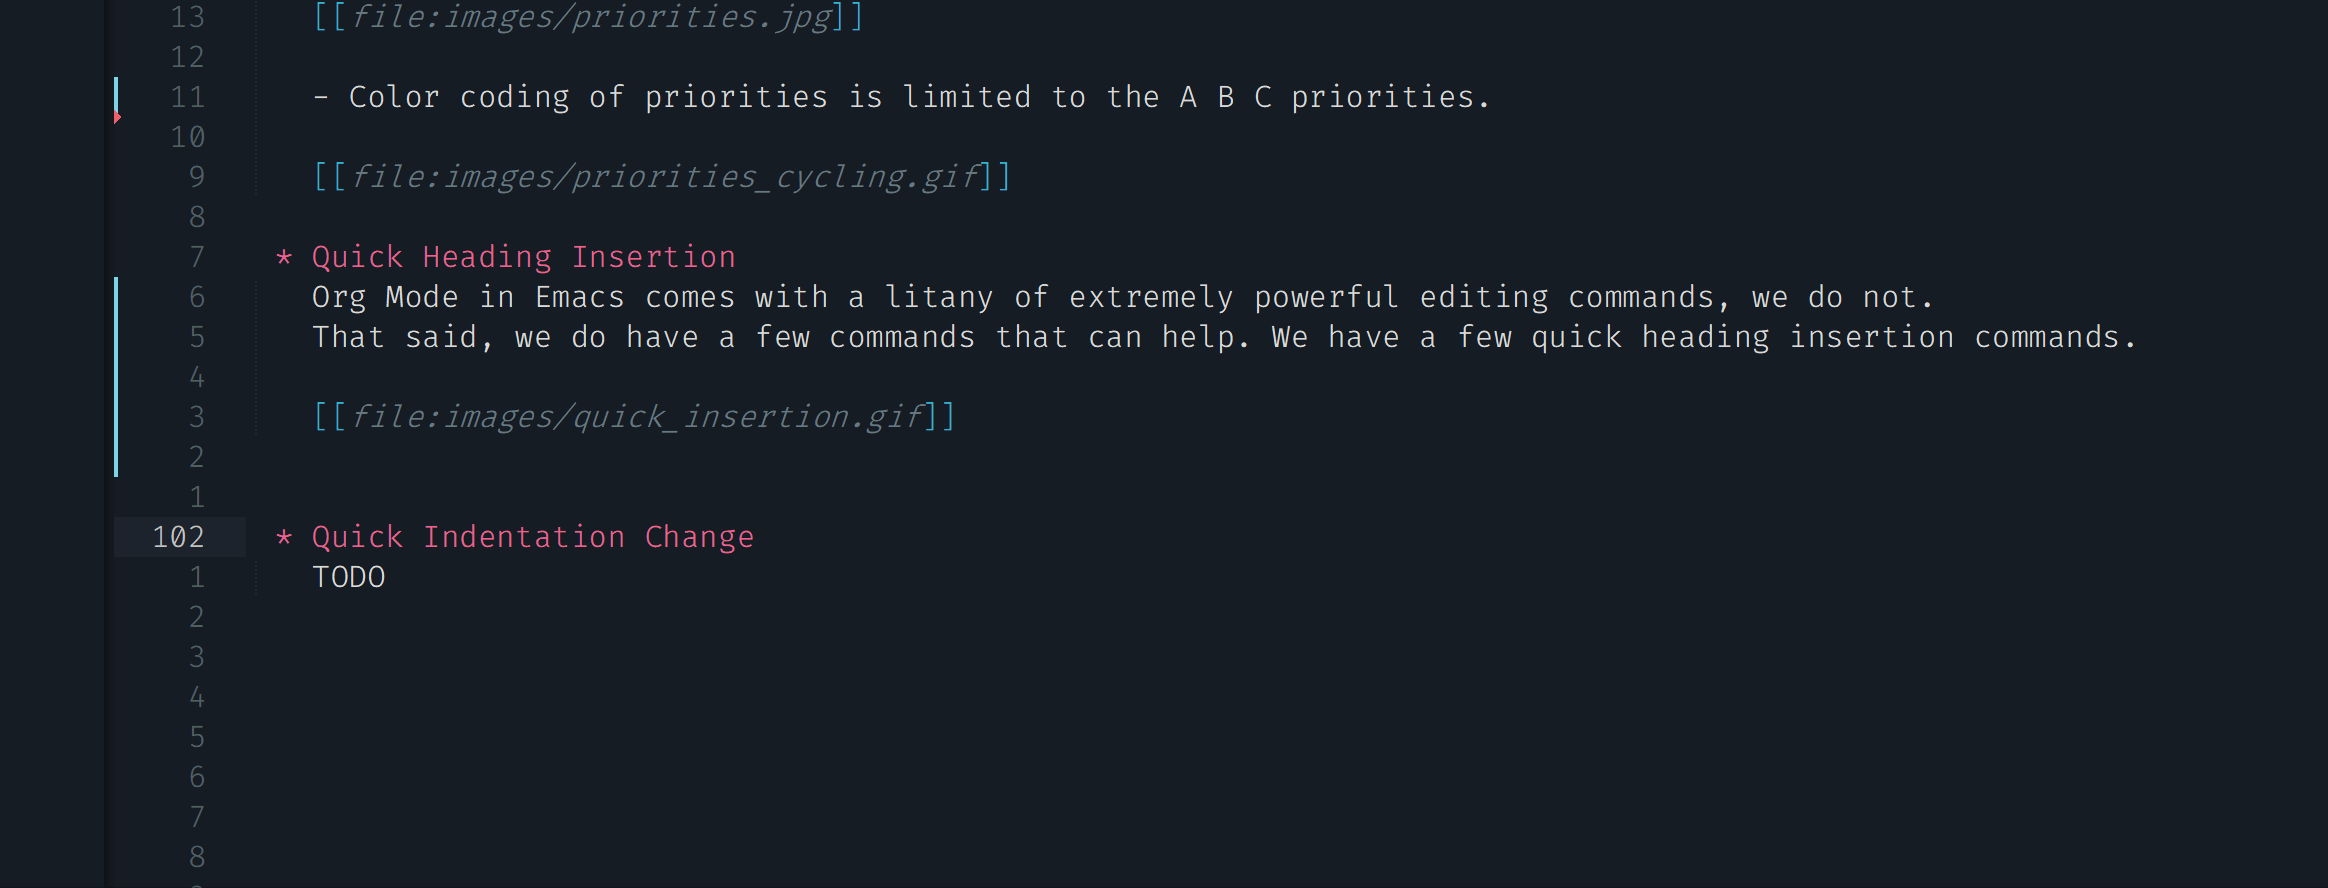 13 [[file:images/priorities.jpg]]
12
11 - Color coding of priorities is limited to the A B C priorities.
10
9 [[file:images/priorities_cycling.gif]]
8
7 * Quick Heading Insertion
6 Org Mode in Emacs comes with a litany of extremely powerful editing commands, we do not.
5 That said, we do have a few commands that can help. We have a few quick heading insertion commands.
4
3 [[file:images/quick_insertion.gif]]
2
1
102 * Quick Indentation Change
1 TODO
2
3
4
5
6
7
8